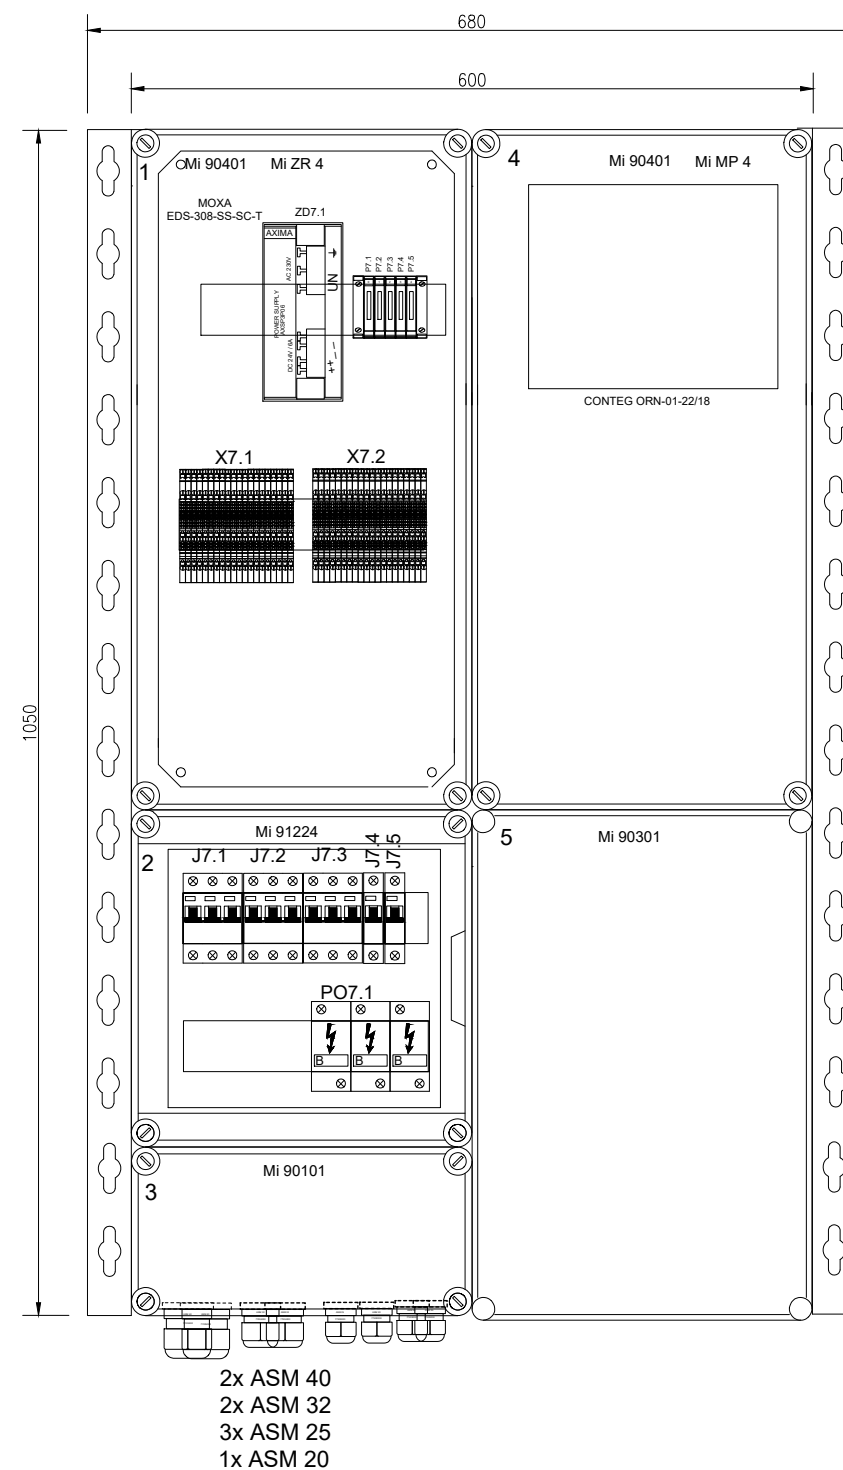 680
600
1
Mi 90401 Mi ZR 4
MOXA
EDS-308-SS-SC-T
ZD7.1
AXIMA
AC 230V
UN
POWER SUPPLY
AXSP3P06
DC 24V / 6A
++ --
P7.1
P7.2
P7.3
P7.4
P7.5
X7.1
X7.2
4
Mi 90401 Mi MP 4
CONTEG ORN-01-22/18
1050
Mi 91224
2
J7.1
J7.2
J7.3
J7.4
J7.5
PO7.1
B
B
B
5
Mi 90301
3
Mi 90101
2x ASM 40
2x ASM 32
3x ASM 25
1x ASM 20